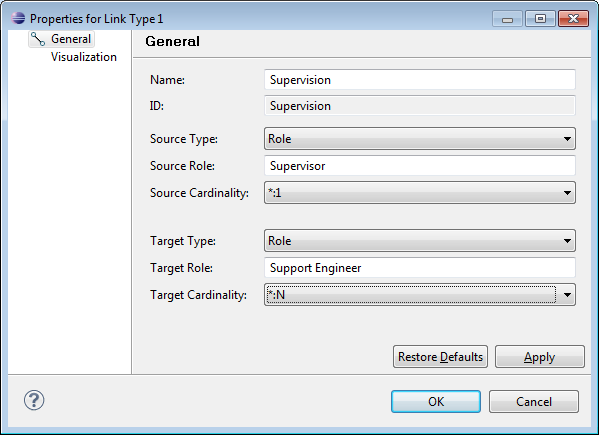 Properties for Link Type 1
General
Visualization
General
Name: Supervision
ID: Supervision
Source Type: Role
Source Role: Supervisor
Source Cardinality: *:1
Target Type: Role
Target Role: Support Engineer
Target Cardinality: *:N
Restore Defaults Apply
? OK Cancel